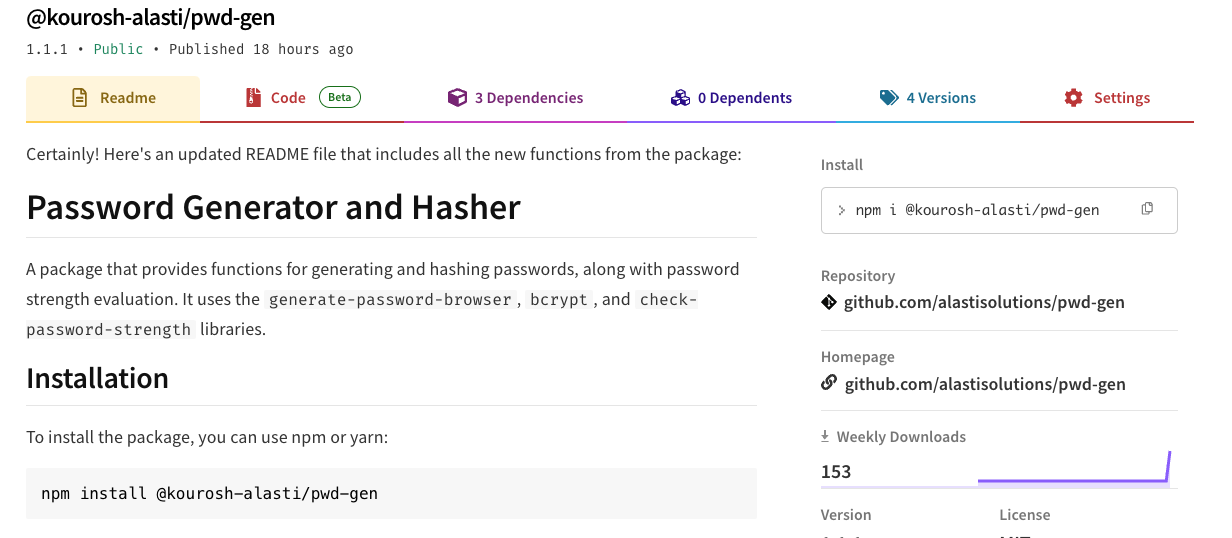 @kourosh-alasti/pwd-gen
1.1.1 • Public • Published 18 hours ago
Readme
Code Beta
3 Dependencies
0 Dependents
4 Versions
Settings
Certainly! Here's an updated README file that includes all the new functions from the package:
Password Generator and Hasher
A package that provides functions for generating and hashing passwords, along with password
strength evaluation. It uses the generate-password-browser, bcrypt, and check-
password-strength libraries.
Installation
To install the package, you can use npm or yarn:
npm install @kourosh-alasti/pwd-gen
Install
> npm i @kourosh-alasti/pwd-gen
Repository
github.com/alastisolutions/pwd-gen
Homepage
github.com/alastisolutions/pwd-gen
Weekly Downloads
153
Version
License